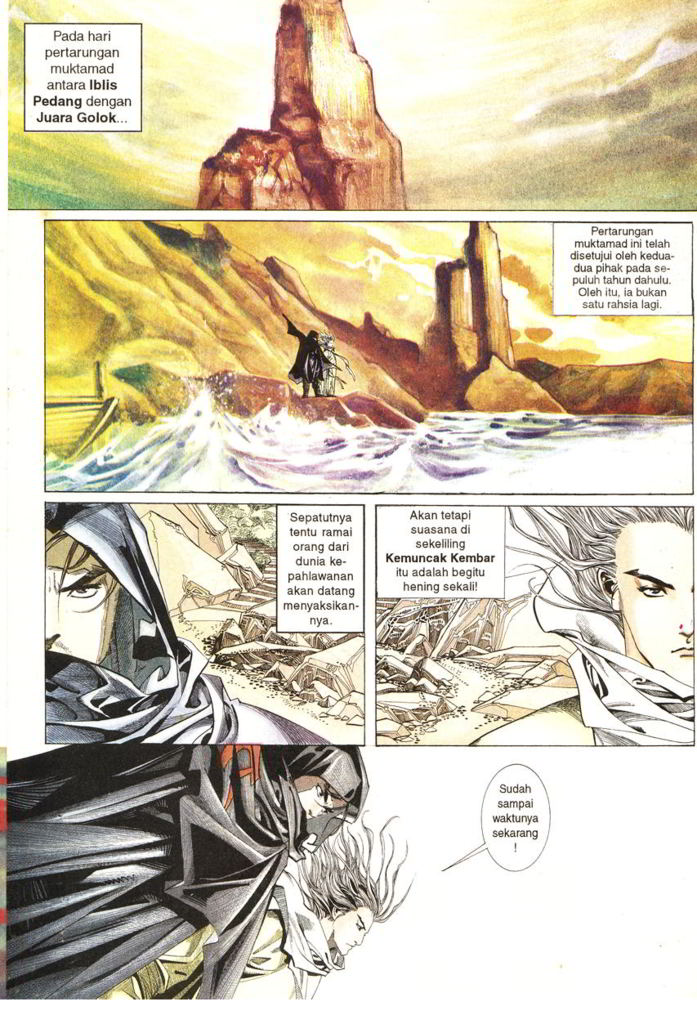 Pada hari
pertarungan
muktamad
antara Iblis
Pedang dengan
Juara Golok...
Pertarungan
muktamad ini telah
disetujui oleh kedua-
dua pihak pada se-
puluh tahun dahulu.
Oleh itu, ia bukan
satu rahsia lagi.
Sepatutnya
tentu ramai
orang dari
dunia ke-
pahlawanan
akan datang
menyaksikan-
nya.
Akan tetapi
suasana di
sekeliling
Kemuncak Kembar
itu adalah begitu
hening sekali!
Sudah
sampai
waktunya
sekarang
!